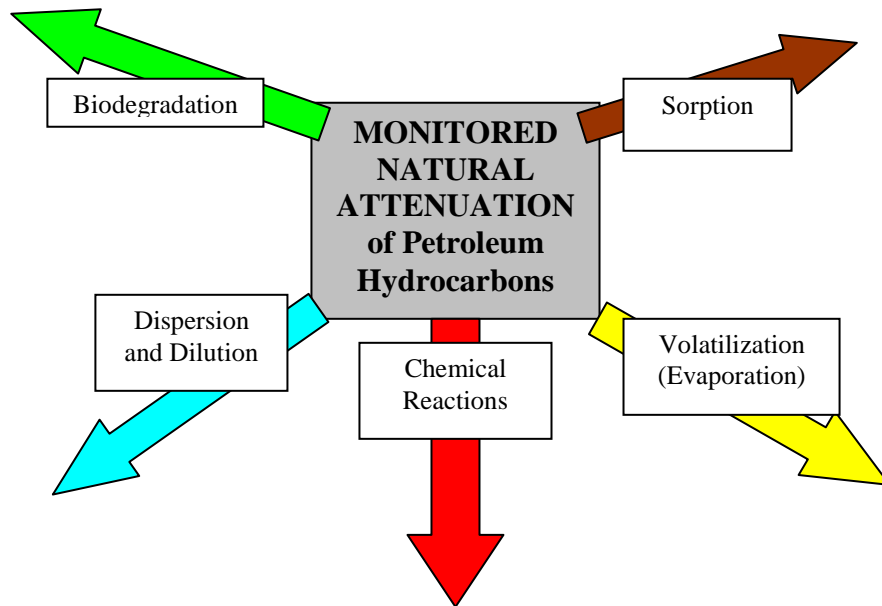 Biodegradation
Sorption
MONITORED
NATURAL
ATTENUATION
of Petroleum
Hydrocarbons
Dispersion
and Dilution
Chemical
Reactions
Volatilization
(Evaporation)